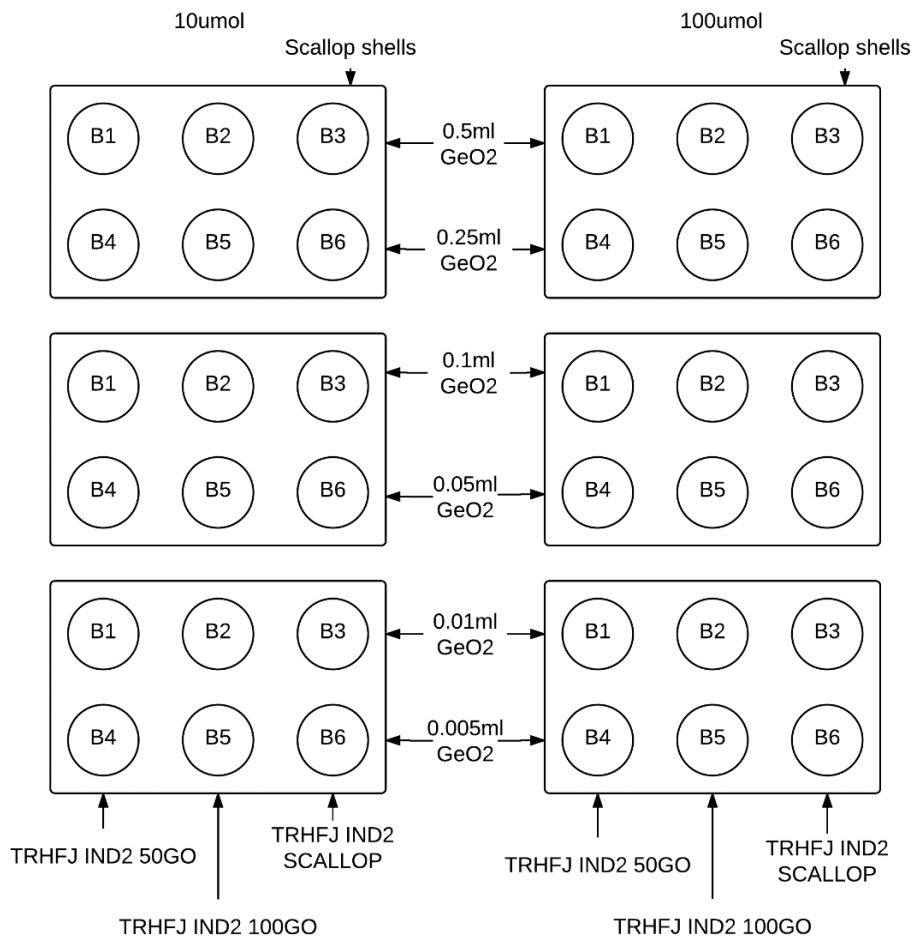 10umol
100umol
Scallop shells
Scallop shells
B1 B2 B3
0.5ml
GeO2
B1 B2 B3
B4 B5 B6
0.25ml
GeO2
B4 B5 B6
B1 B2 B3
0.1ml
GeO2
B1 B2 B3
B4 B5 B6
0.05ml
GeO2
B4 B5 B6
B1 B2 B3
0.01ml
GeO2
B1 B2 B3
B4 B5 B6
0.005ml
GeO2
B4 B5 B6
TRHFJ IND2 50GO
TRHFJ IND2
SCALLOP
TRHFJ IND2 100GO
TRHFJ IND2 50GO
TRHFJ IND2
SCALLOP
TRHFJ IND2 100GO